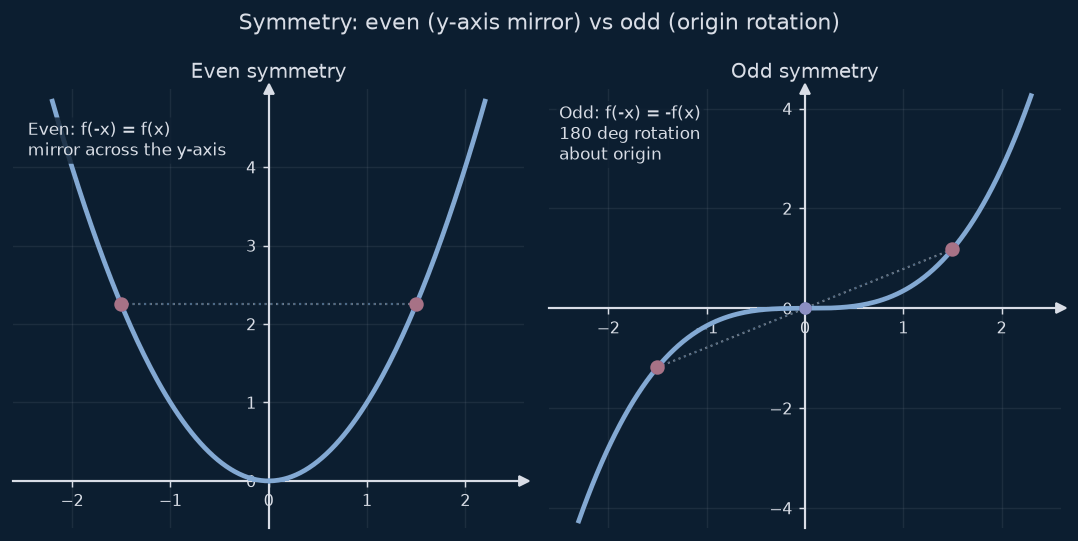 Symmetry: even (y-axis mirror) vs odd (origin rotation)
Even symmetry
Even: f(-x) = f(x)
mirror across the y-axis
4
3
2
1
0
−2
−1
0
1
2
Odd symmetry
Odd: f(-x) = -f(x)
180 deg rotation
about origin
4
2
0
−2
−4
−2
1
0
1
2